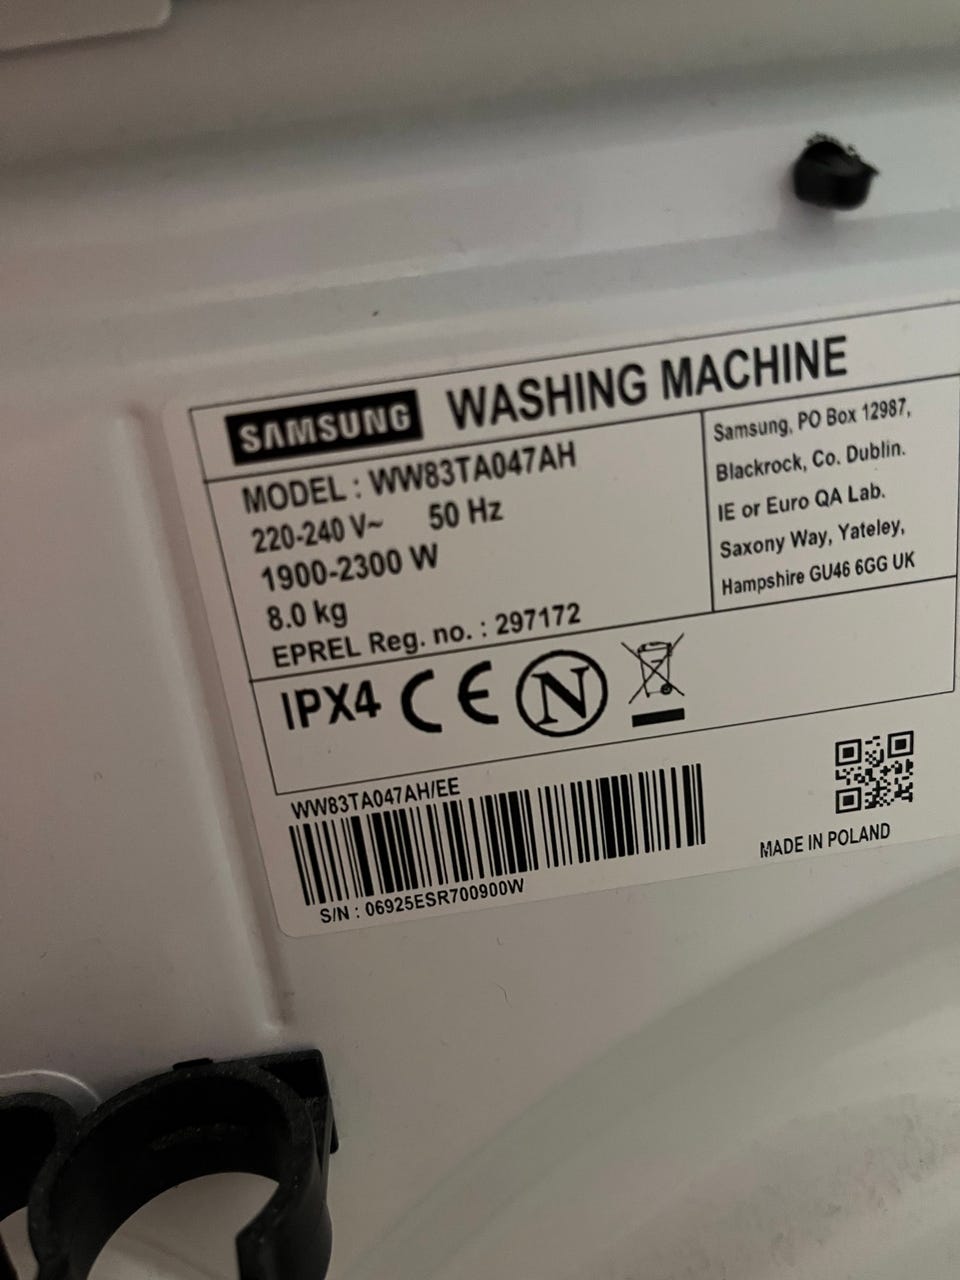 SAMSUNG WASHING MACHINE
MODEL : WW83TA047AH
220-240 V~ 50 Hz
1900-2300 W
8.0 kg
EPREL Reg. no. : 297172
Samsung, PO Box 12987,
Blackrock, Co. Dublin.
IE or Euro QA Lab.
Saxony Way, Yateley,
Hampshire GU46 6GG UK
IPX4 CE N
WW83TA047AH/EE
S/N : 06925ESR700900W
MADE IN POLAND